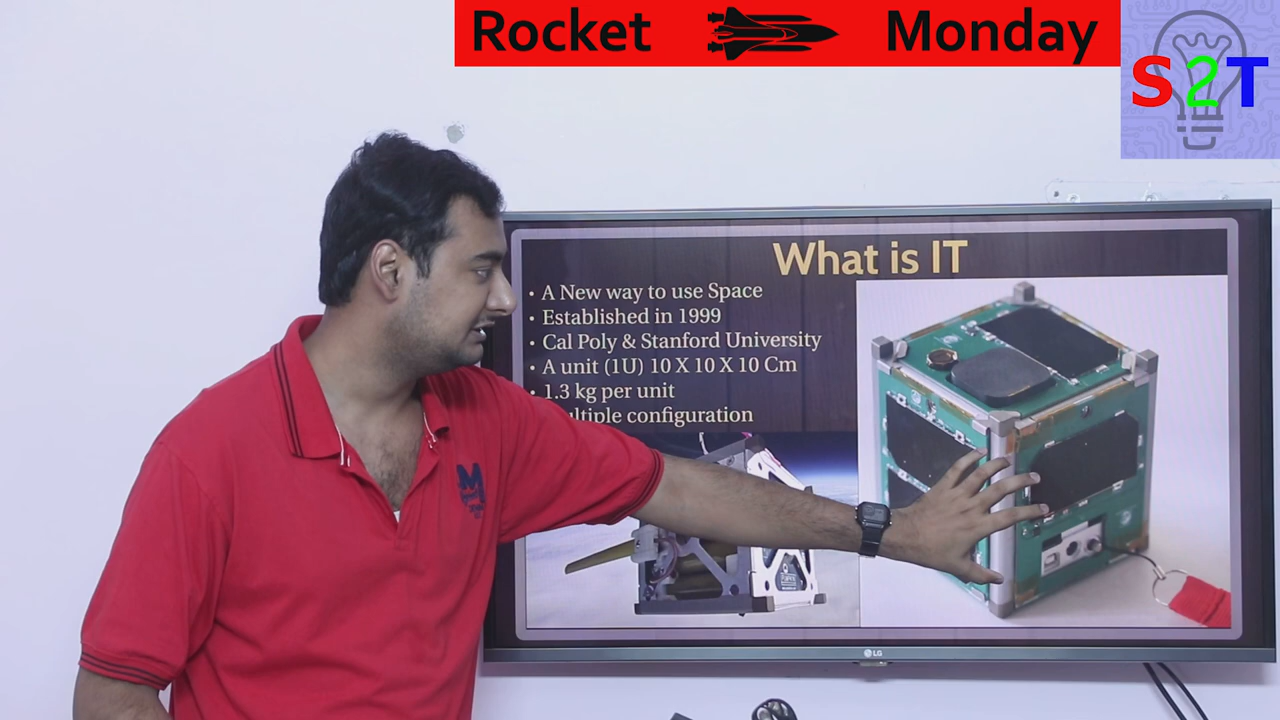 Rocket Monday
S2T
What is IT
• A New way to use Space
• Established in 1999
• Cal Poly & Stanford University
• A unit (1U) 10 X 10 X 10 Cm
• 1.3 kg per unit
ultiple configuration
LG